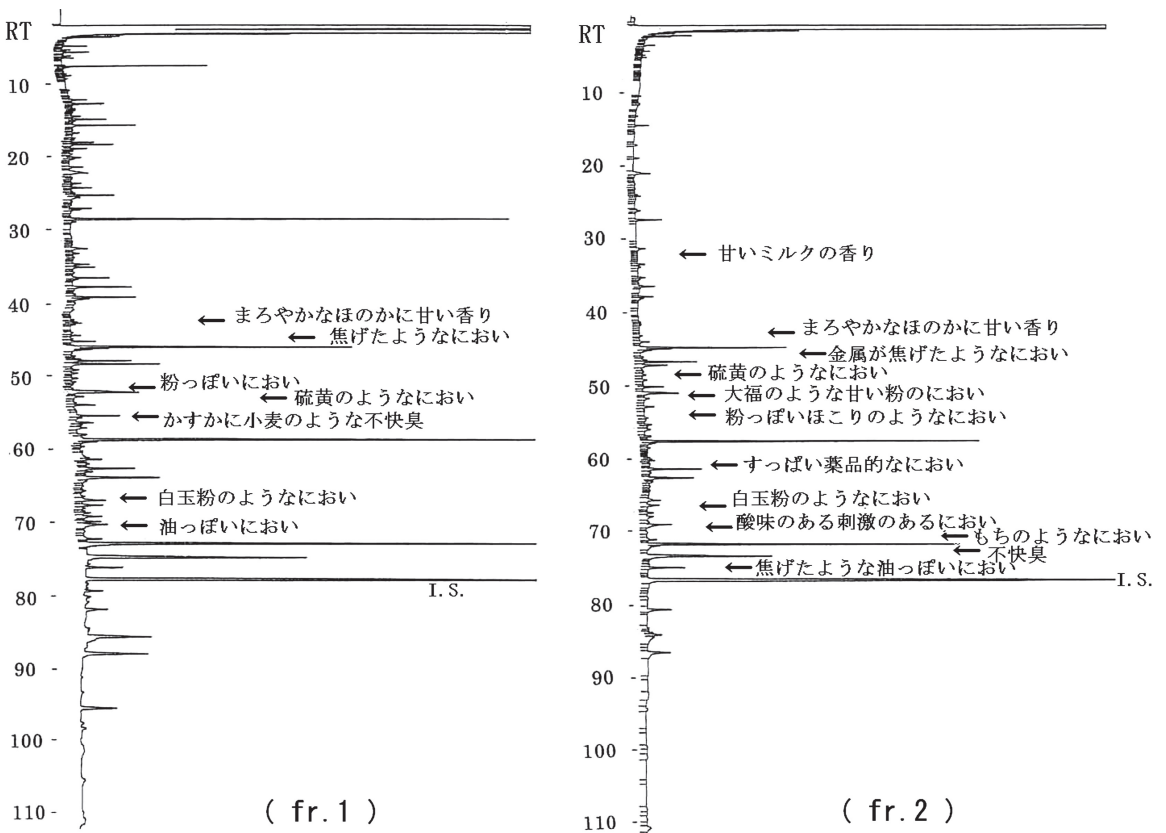 RT
10
20
30
40
まろやかなほのかに甘い香り
焦げたようなにおい
50
粉っぽいにおい
硫黄のようなにおい
かすかに小麦のような不快臭
60
白玉粉のようなにおい
70
油っぽいにおい
I.S.
80
90
100
110
( fr.1 )
RT
10
20
30
甘いミルクの香り
40
まろやかなほのかに甘い香り
金属が焦げたようなにおい
硫黄のようなにおい
50
大福のような甘い粉のにおい
粉っぽいほこりのようなにおい
60
すっぱい薬品的なにおい
白玉粉のようなにおい
酸味のある刺激のあるにおい
70
もちのようなにおい
不快臭
焦げたような油っぽいにおい
I.S.
80
90
100
110
( fr.2 )